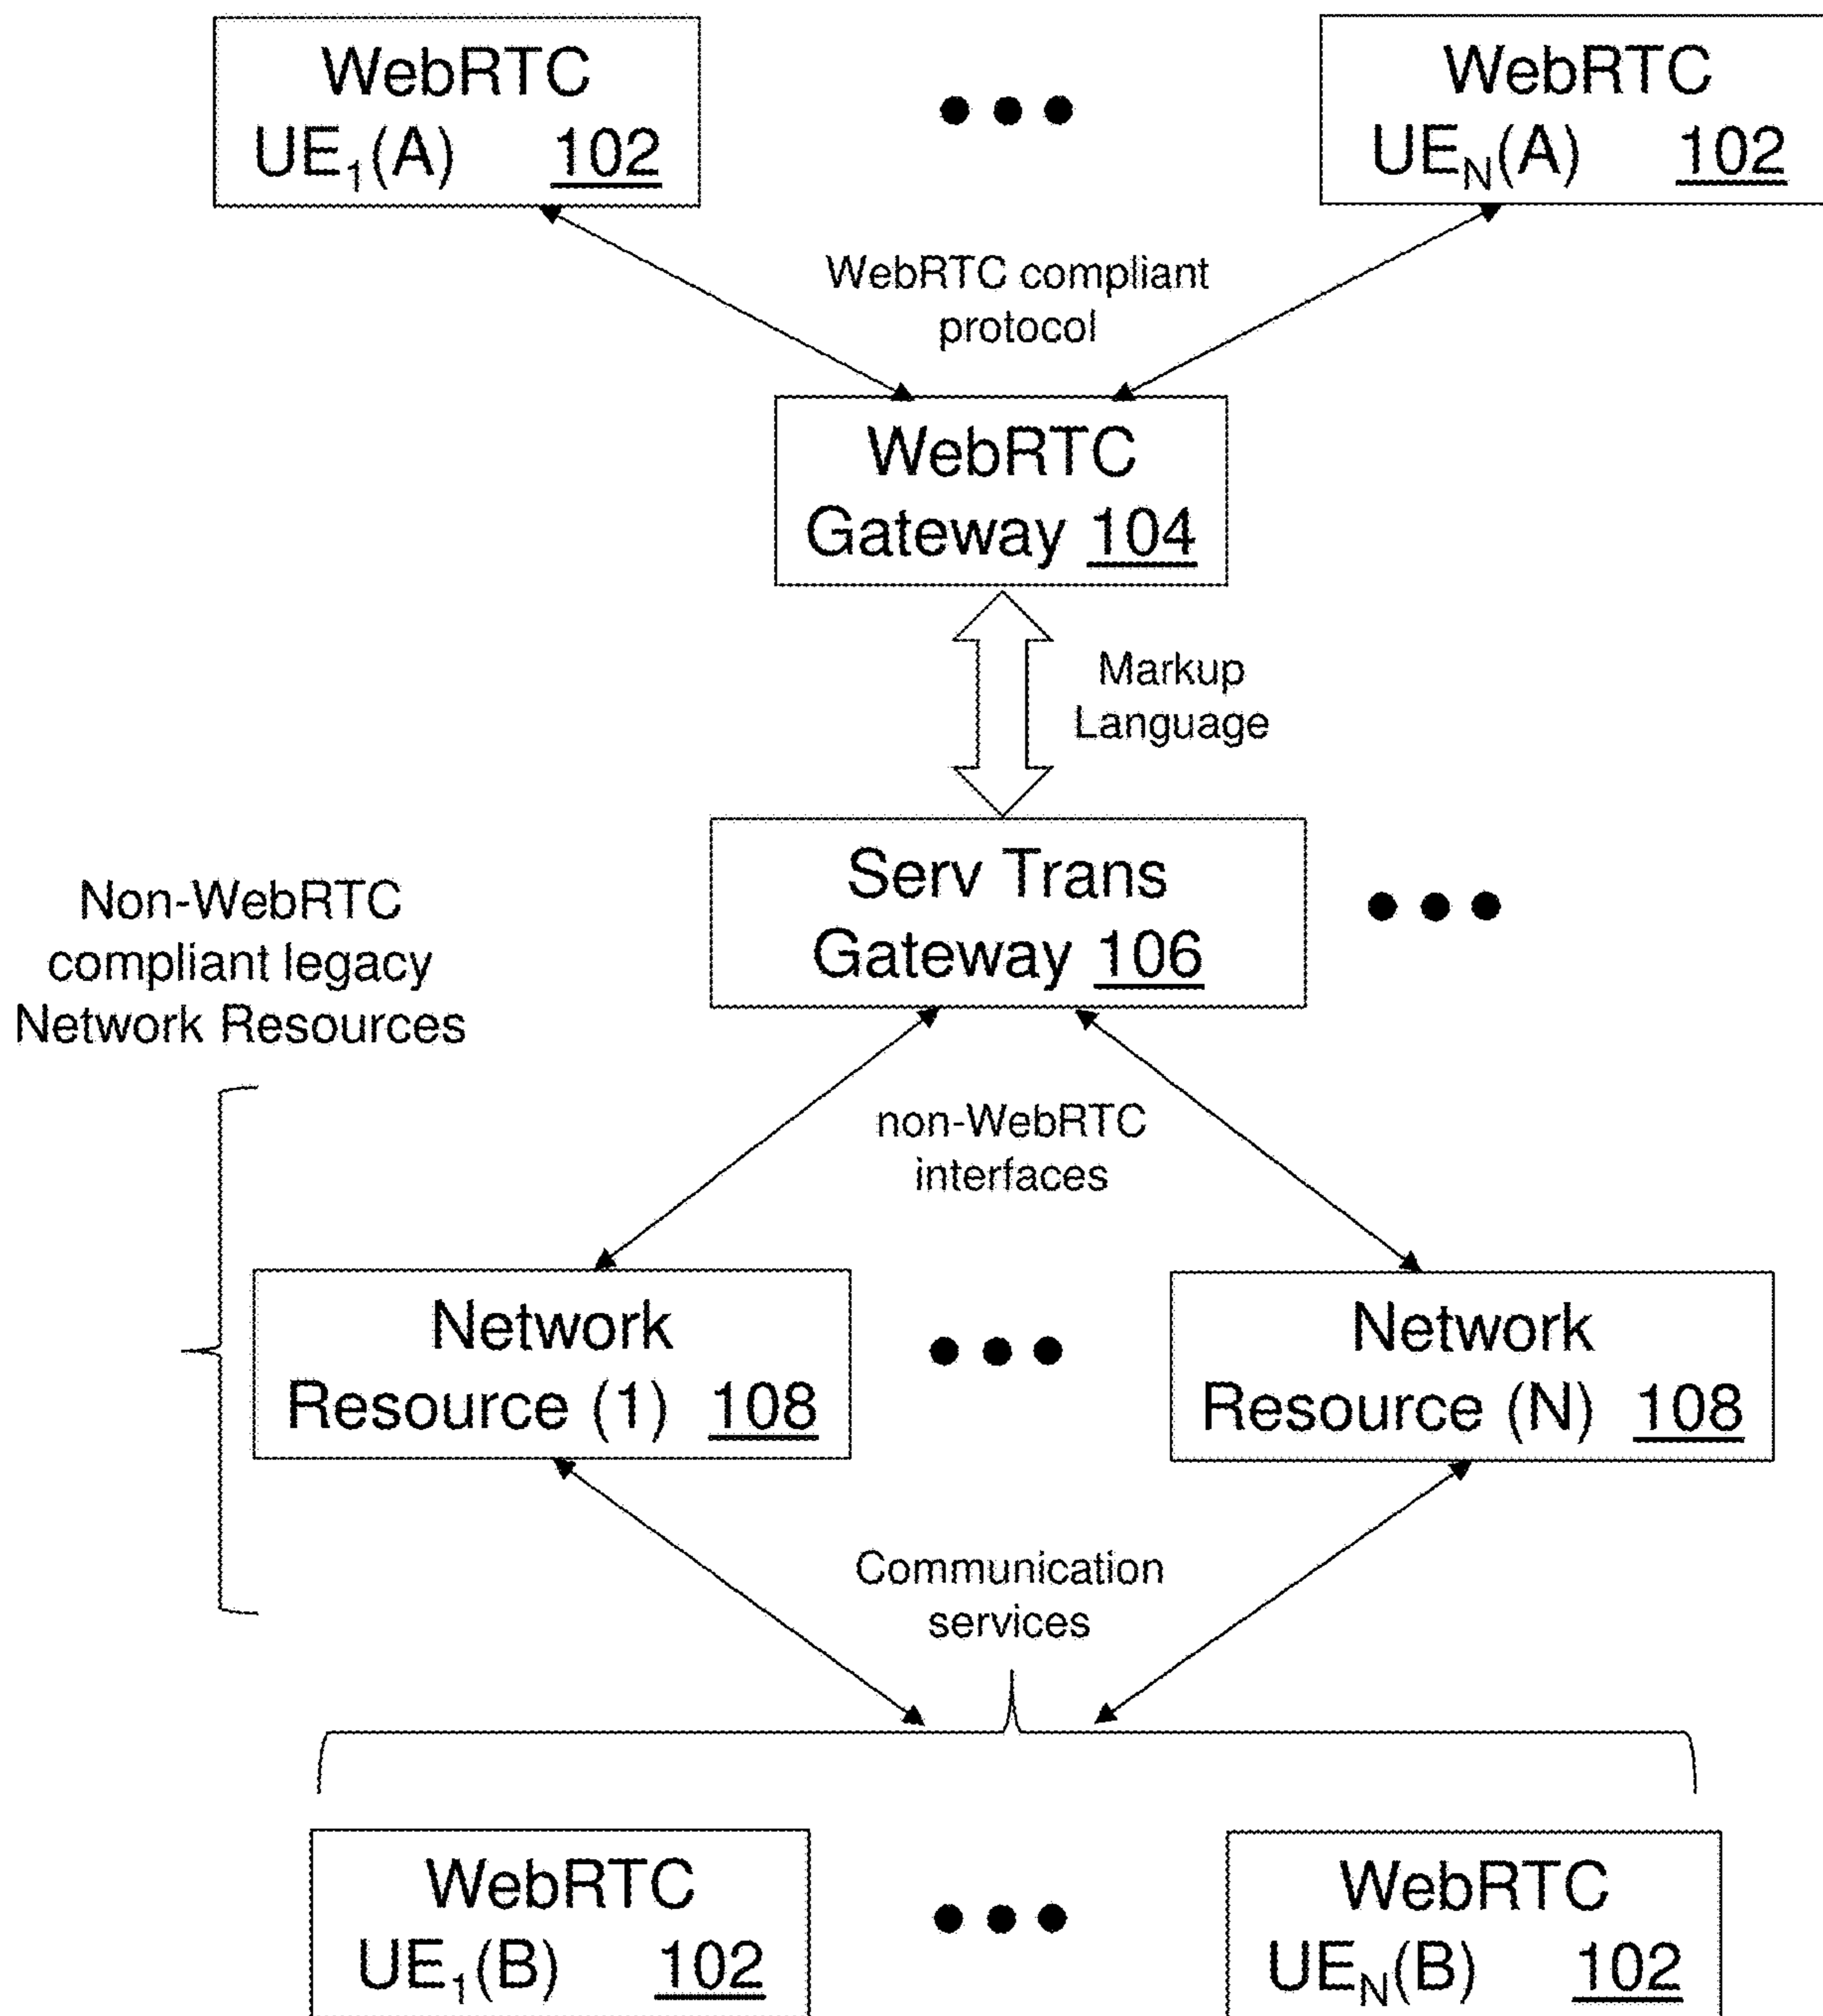 WebRTC
UE₁(A) 102
WebRTC
UE_N(A) 102
WebRTC compliant
protocol
WebRTC
Gateway 104
Markup
Language
Serv Trans
Gateway 106
Non-WebRTC
compliant legacy
Network Resources
non-WebRTC
interfaces
Network
Resource (1) 108
Network
Resource (N) 108
Communication
services
WebRTC
UE₁(B) 102
WebRTC
UE_N(B) 102